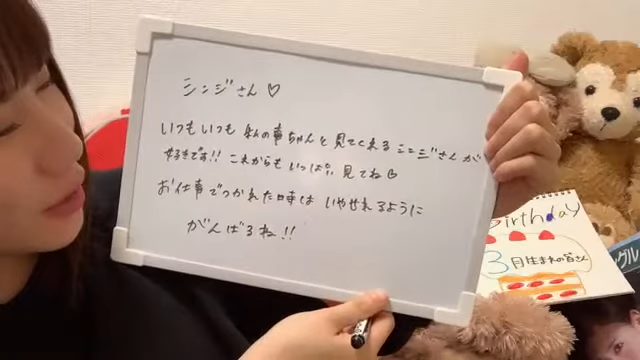 シンジさん♡
いつもいつも 私の事ちゃんと見てくれるシンジさんが
好きです!! これからもいっぱい見てね♡
お仕事でつかれた時は いやせれるように
がんばるね!!
birthday
3月生まれの皆さん